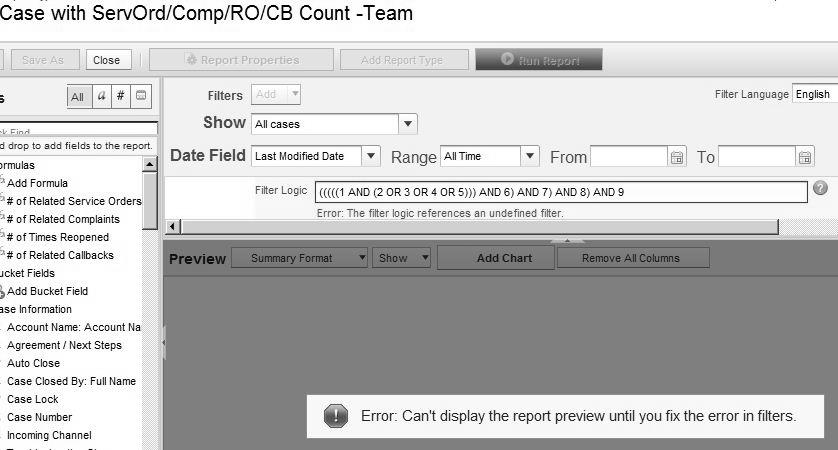 Case with ServOrd/Comp/RO/CB Count -Team
Save As Close Report Properties Add Report Type Run Report
All a # Filters Add Filter Language English
Show All cases
d drop to add fields to the report.
Date Field Last Modified Date Range All Time From To
ormulas
Add Formula
Filter Logic (((((1 AND (2 OR 3 OR 4 OR 5))) AND 6) AND 7) AND 8) AND 9
# of Related Service Orders
Error: The filter logic references an undefined filter.
# of Related Complaints
# of Times Reopened
# of Related Callbacks
Preview Summary Format Show Add Chart Remove All Columns
ucket Fields
Add Bucket Field
ase Information
Account Name: Account Na
Agreement / Next Steps
Auto Close
Case Closed By: Full Name
Case Lock
Case Number
Incoming Channel
Error: Can't display the report preview until you fix the error in filters.